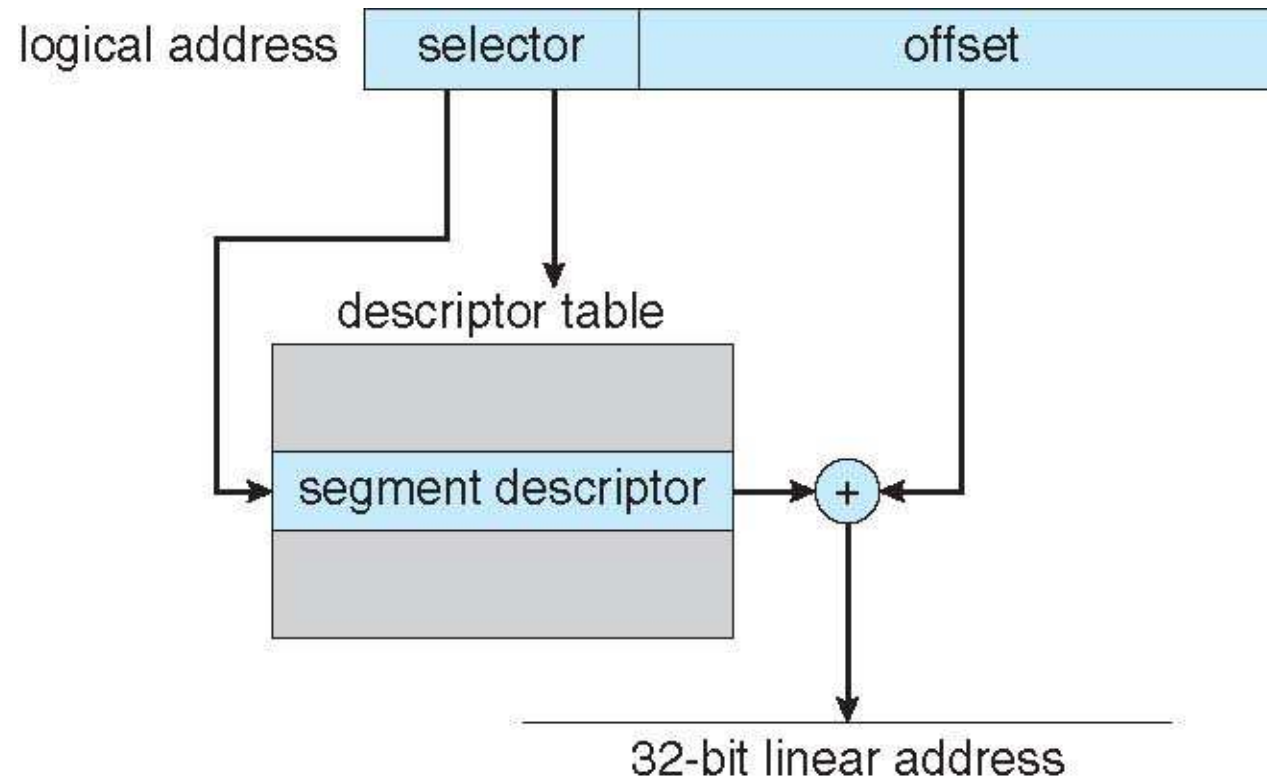 logical address selector offset
descriptor table
segment descriptor +
32-bit linear address